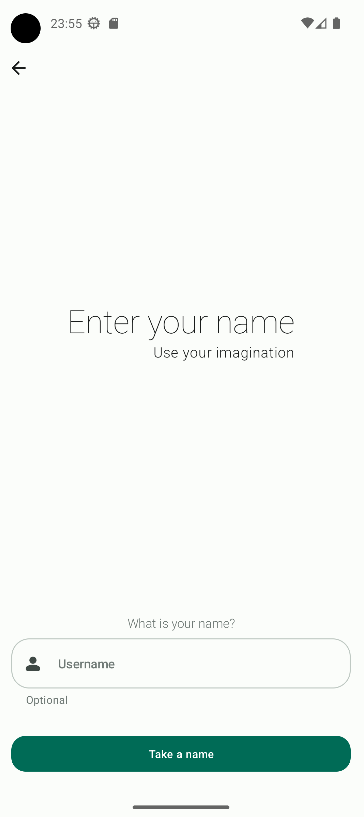 23:55
Enter your name
Use your imagination
What is your name?
Username
Optional
Take a name